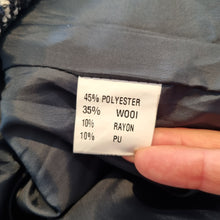 45% POLYESTER
35% WOOl
10% RAYON
10% PU